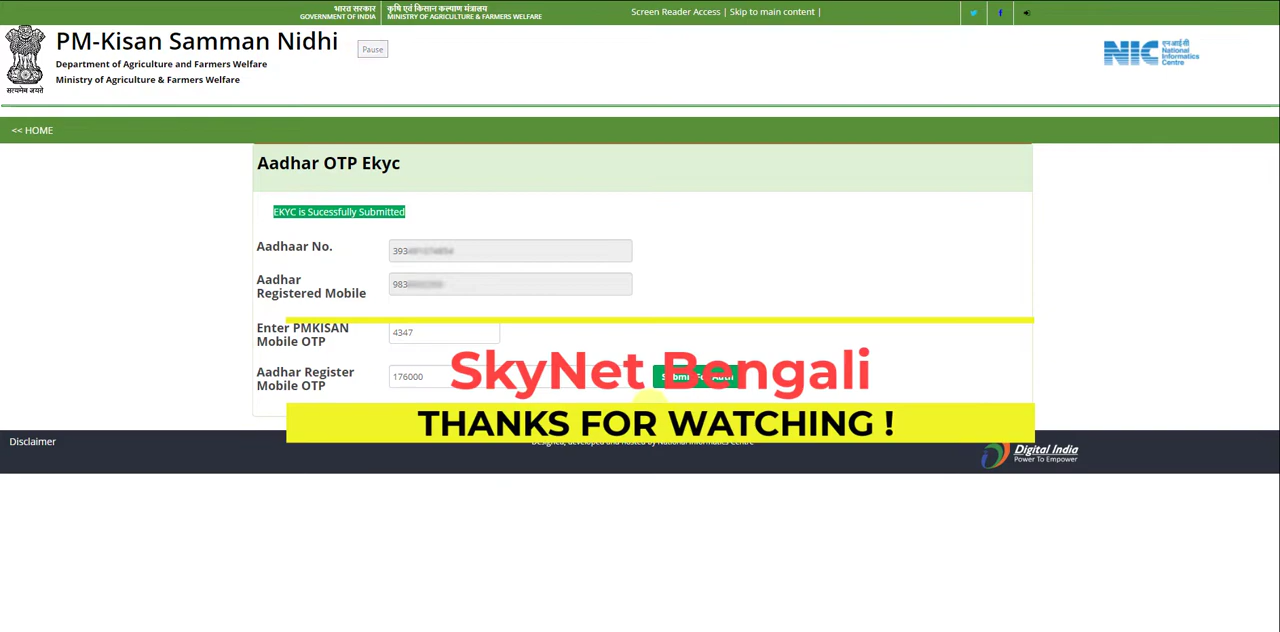 भारत सरकार
GOVERNMENT OF INDIA
कृषि एवं किसान कल्याण मंत्रालय
MINISTRY OF AGRICULTURE & FARMERS WELFARE
Screen Reader Access | Skip to main content |
सत्यमेव जयते
PM-Kisan Samman Nidhi
Pause
Department of Agriculture and Farmers Welfare
Ministry of Agriculture & Farmers Welfare
NIC
एन आई सी
National
Informatics
Centre
<< HOME
Aadhar OTP Ekyc
EKYC is Sucessfully Submitted
Aadhaar No.
393
Aadhar
Registered Mobile
983
Enter PMKISAN
Mobile OTP
4347
Aadhar Register
Mobile OTP
176000
SkyNet Bengali
THANKS FOR WATCHING !
Disclaimer
Digital India
Power To Empower